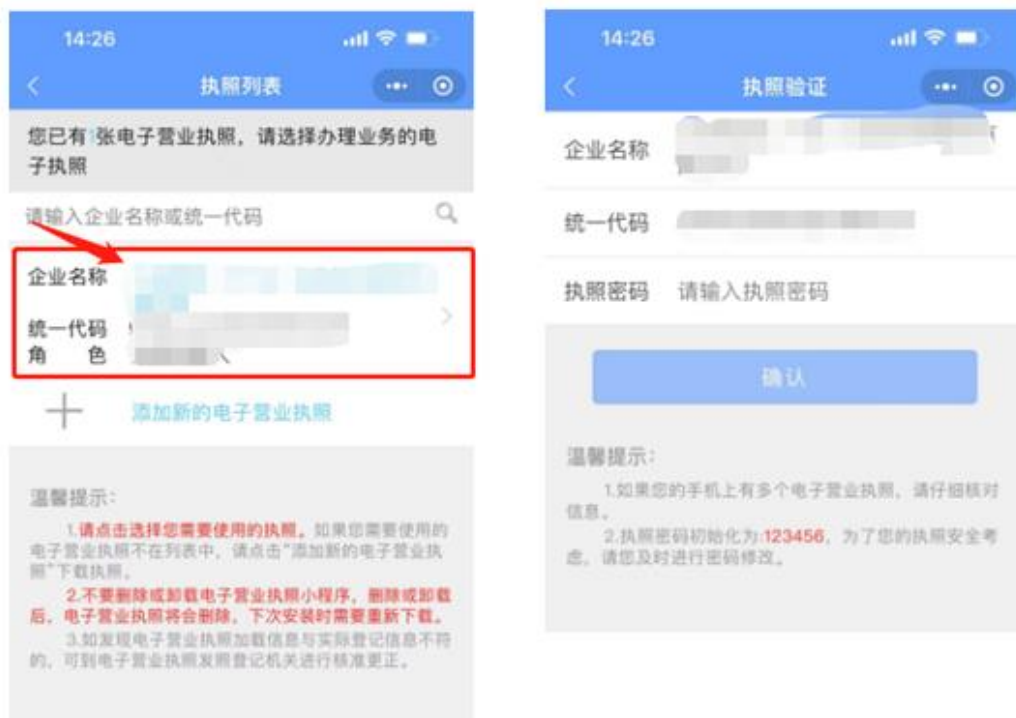 14:26
执照列表
您已有1张电子营业执照，请选择办理业务的电
子执照
请输入企业名称或统一代码
企业名称
统一代码
角 色
添加新的电子营业执照
温馨提示：
1.请点击选择您需要使用的执照。如果您需要使用的
电子营业执照不在列表中，请点击“添加新的电子营业执
照”下载执照。
2.不要删除或卸载电子营业执照小程序，删除或卸载
后，电子营业执照将会删除，下次安装时需要重新下载。
3.如发现电子营业执照加载信息与实际登记信息不符
的，可到电子营业执照发照登记机关进行核准更正。
14:26
执照验证
企业名称
统一代码
执照密码 请输入执照密码
确认
温馨提示：
1.如果您的手机上有多个电子营业执照，请仔细核对
信息。
2.执照密码初始化为:123456，为了您的执照安全考
虑，请您及时进行密码修改。